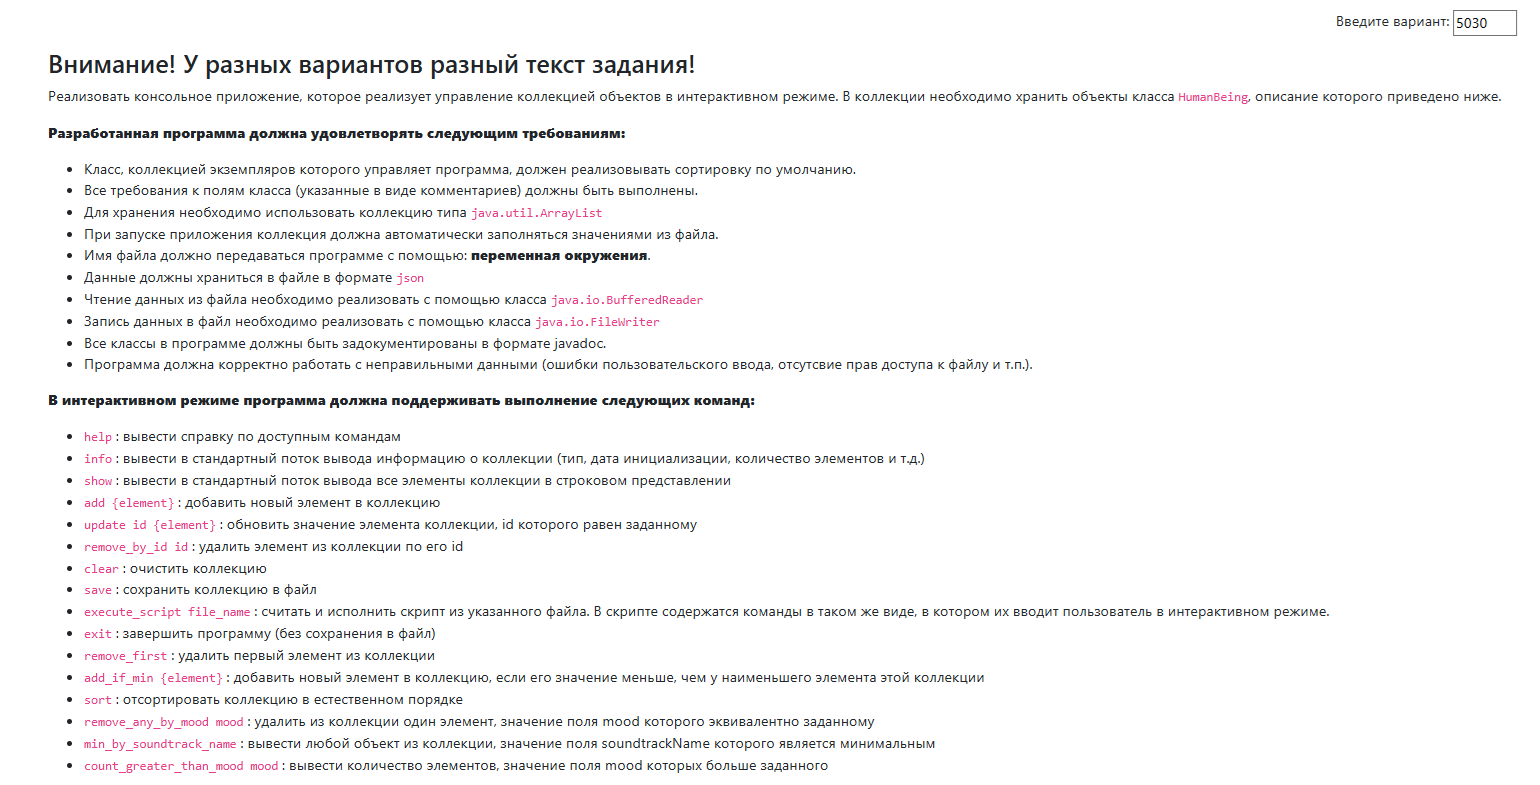 Введите вариант: 5030
Внимание! У разных вариантов разный текст задания!
Реализовать консольное приложение, которое реализует управление коллекцией объектов в интерактивном режиме. В коллекции необходимо хранить объекты класса HumanBeing, описание которого приведено ниже.
Разработанная программа должна удовлетворять следующим требованиям:
Класс, коллекцией экземпляров которого управляет программа, должен реализовывать сортировку по умолчанию.
Все требования к полям класса (указанные в виде комментариев) должны быть выполнены.
Для хранения необходимо использовать коллекцию типа java.util.ArrayList
При запуске приложения коллекция должна автоматически заполняться значениями из файла.
Имя файла должно передаваться программе с помощью: переменная окружения.
Данные должны храниться в файле в формате json
Чтение данных из файла необходимо реализовать с помощью класса java.io.BufferedReader
Запись данных в файл необходимо реализовать с помощью класса java.io.FileWriter
Все классы в программе должны быть задокументированы в формате javadoc.
Программа должна корректно работать с неправильными данными (ошибки пользовательского ввода, отсутсвие прав доступа к файлу и т.п.).
В интерактивном режиме программа должна поддерживать выполнение следующих команд:
help : вывести справку по доступным командам
info : вывести в стандартный поток вывода информацию о коллекции (тип, дата инициализации, количество элементов и т.д.)
show : вывести в стандартный поток вывода все элементы коллекции в строковом представлении
add {element} : добавить новый элемент в коллекцию
update id {element} : обновить значение элемента коллекции, id которого равен заданному
remove_by_id id : удалить элемент из коллекции по его id
clear : очистить коллекцию
save : сохранить коллекцию в файл
execute_script file_name : считать и исполнить скрипт из указанного файла. В скрипте содержатся команды в таком же виде, в котором их вводит пользователь в интерактивном режиме.
exit : завершить программу (без сохранения в файл)
remove_first : удалить первый элемент из коллекции
add_if_min {element} : добавить новый элемент в коллекцию, если его значение меньше, чем у наименьшего элемента этой коллекции
sort : отсортировать коллекцию в естественном порядке
remove_any_by_mood mood : удалить из коллекции один элемент, значение поля mood которого эквивалентно заданному
min_by_soundtrack_name : вывести любой объект из коллекции, значение поля soundtrackName которого является минимальным
count_greater_than_mood mood : вывести количество элементов, значение поля mood которых больше заданного